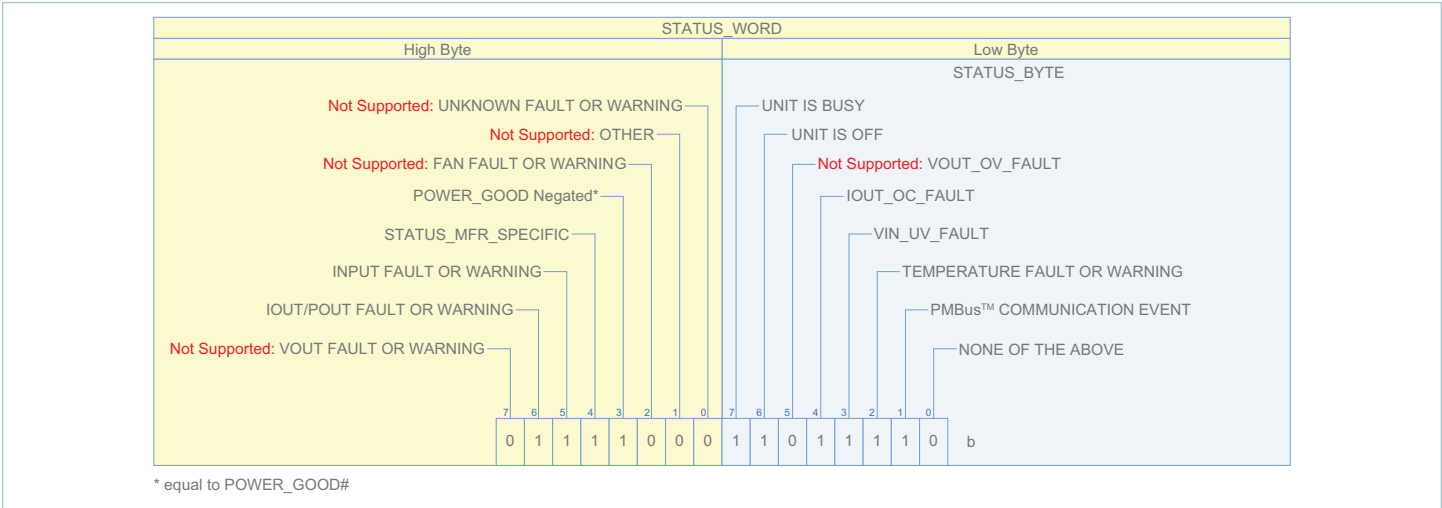 STATUS_WORD
High Byte Low Byte
STATUS_BYTE
Not Supported: UNKNOWN FAULT OR WARNING UNIT IS BUSY
Not Supported: OTHER UNIT IS OFF
Not Supported: FAN FAULT OR WARNING Not Supported: VOUT_OV_FAULT
POWER_GOOD Negated* IOUT_OC_FAULT
STATUS_MFR_SPECIFIC VIN_UV_FAULT
INPUT FAULT OR WARNING TEMPERATURE FAULT OR WARNING
IOUT/POUT FAULT OR WARNING PMBus™ COMMUNICATION EVENT
Not Supported: VOUT FAULT OR WARNING NONE OF THE ABOVE
7 6 5 4 3 2 1 0 7 6 5 4 3 2 1 0
0 1 1 1 1 0 0 0 1 1 0 1 1 1 1 0 b
* equal to POWER_GOOD#